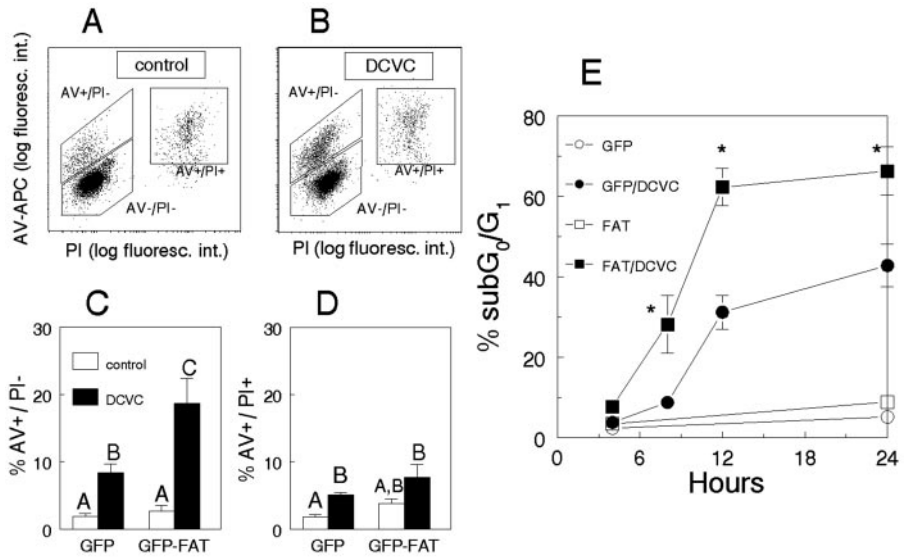 A
control
AV+/PI-
AV+/PI+
AV-/PI-
AV-APC (log fluoresc. int.)
PI (log fluoresc. int.)
B
DCVC
AV+/PI-
AV+/PI+
AV-/PI-
PI (log fluoresc. int.)
C
30
20
10
0
% AV+ / PI-
control
DCVC
A
B
A
C
GFP
GFP-FAT
D
30
20
10
0
% AV+ / PI+
A
B
A,B
B
GFP
GFP-FAT
E
80
60
40
20
0
% subG0/G1
GFP
GFP/DCVC
FAT
FAT/DCVC
*
*
*
0
6
12
18
24
Hours